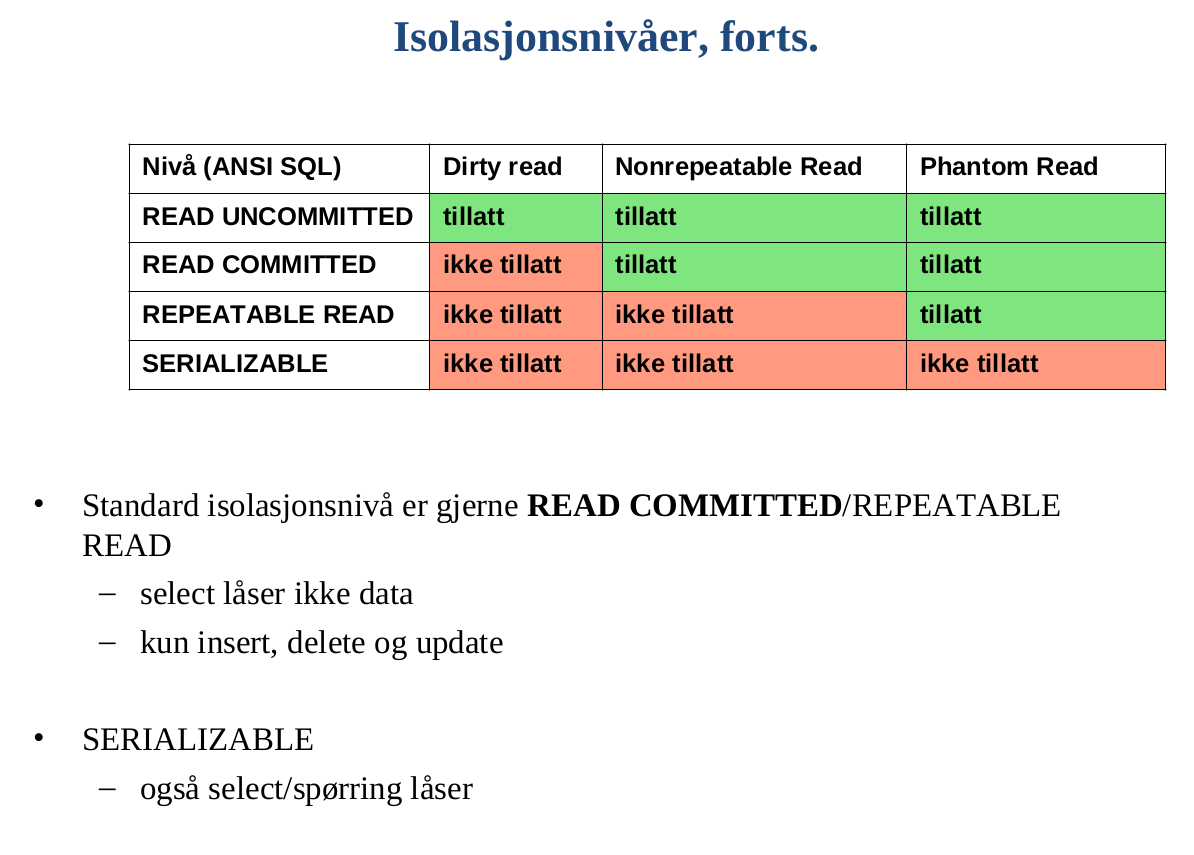 Isolasjonsnivåer, forts.
Nivå (ANSI SQL) Dirty read Nonrepeatable Read Phantom Read
READ UNCOMMITTED tillatt tillatt tillatt
READ COMMITTED ikke tillatt tillatt tillatt
REPEATABLE READ ikke tillatt ikke tillatt tillatt
SERIALIZABLE ikke tillatt ikke tillatt ikke tillatt
• Standard isolasjonsnivå er gjerne READ COMMITTED/REPEATABLE
READ
– select låser ikke data
– kun insert, delete og update
• SERIALIZABLE
– også select/spørring låser